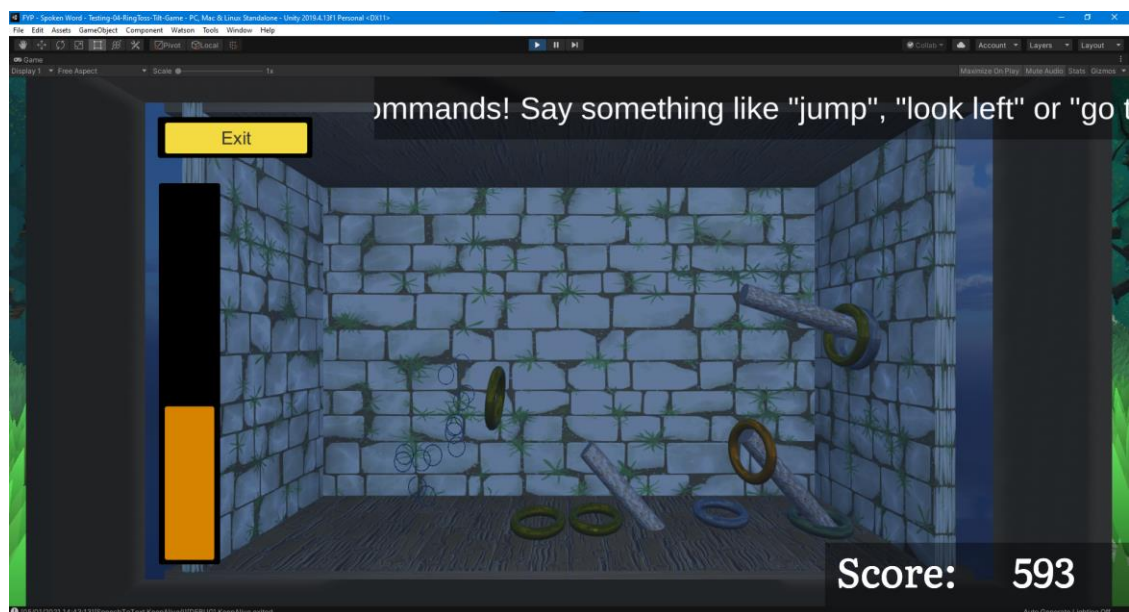 FYP - Spoken Word - Testing-04-RingToss-Tilt-Game - PC, Mac & Linux Standalone - Unity 2019.4.13f1 Personal <DX11>
File Edit Assets GameObject Component Watson Tools Window Help
Pivot Local Collab Account Layers Layout
Game
Display 1 Free Aspect Scale 1x Maximize On Play Mute Audio Stats Gizmos
ommands! Say something like "jump", "look left" or "go t
Exit
Score: 593